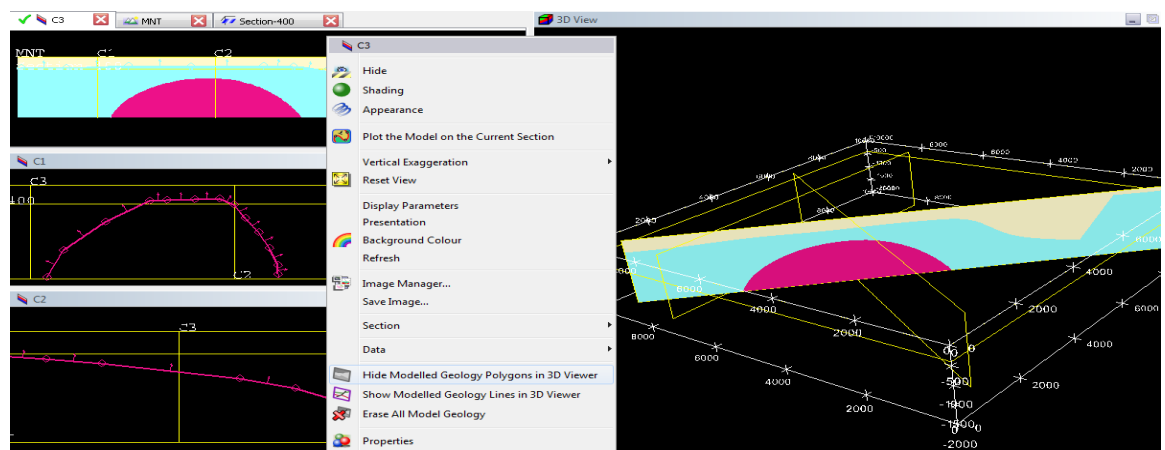 C3
MNT
Section-400
3D View
MNT
C1
C2
C1
C3
C2
C2
C3
C3
Hide
Shading
Appearance
Plot the Model on the Current Section
Vertical Exaggeration
Reset View
Display Parameters
Presentation
Background Colour
Refresh
Image Manager...
Save Image...
Section
Data
Hide Modelled Geology Polygons in 3D Viewer
Show Modelled Geology Lines in 3D Viewer
Erase All Model Geology
Properties
8000
4000
2000
8000
4000
2000
8000
6000
4000
2000
2000
4000
8000
6000
4000
2000
0
-500
-1000
-1500
-2000